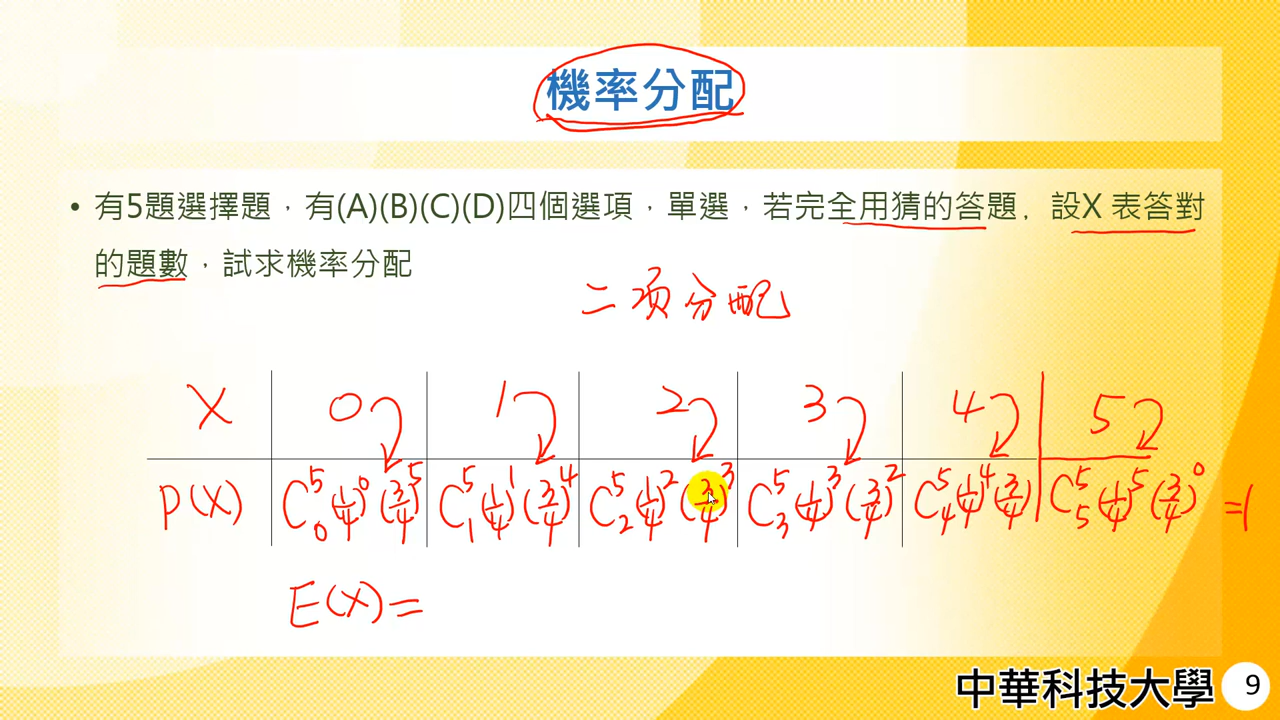 機率分配
• 有5題選擇題，有(A)(B)(C)(D)四個選項，單選，若完全用猜的答題．設X 表答對
的題數，試求機率分配
二项分配
X 0 1 2 3 4 5
P(X) C⁵₀(1/4)⁰(3/4)⁵ C⁵₁(1/4)¹(3/4)⁴ C⁵₂(1/4)²(3/4)³ C⁵₃(1/4)³(3/4)² C⁵₄(1/4)⁴(3/4) C⁵₅(1/4)⁵(3/4)⁰ =1
E(X)=
中華科技大學 9